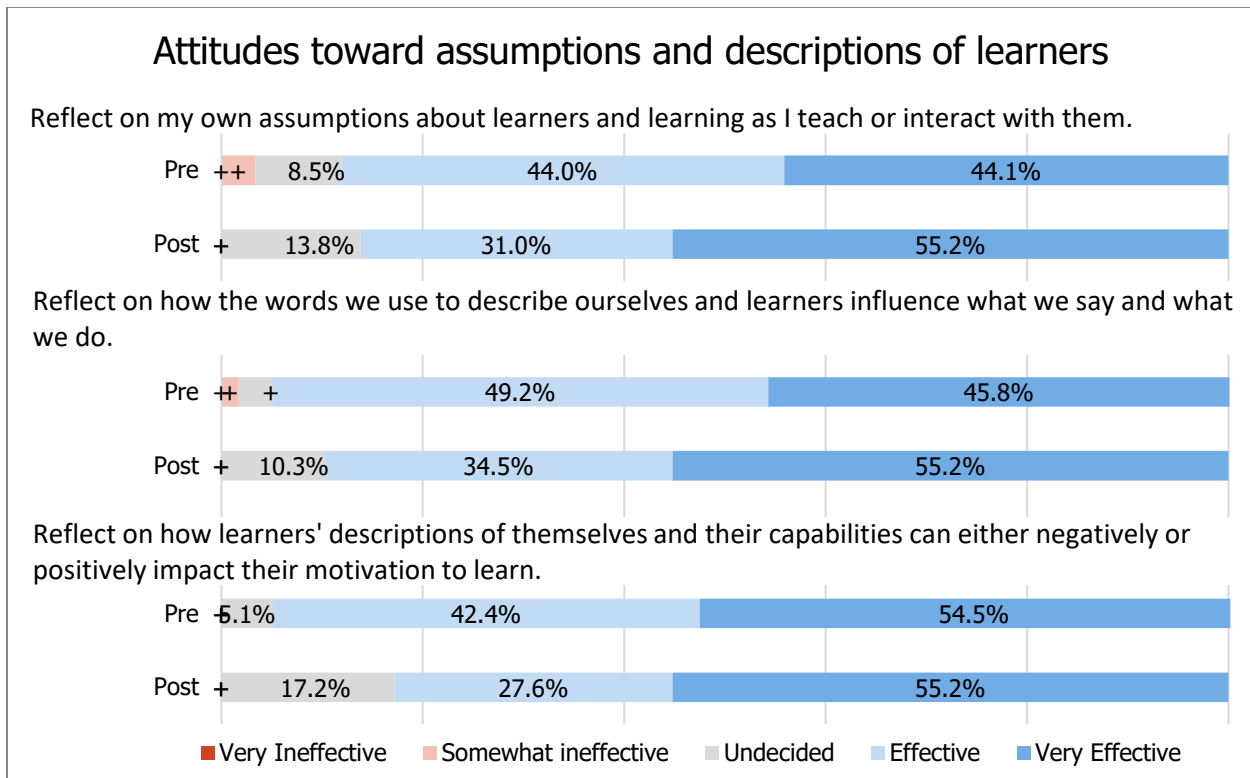 Attitudes toward assumptions and descriptions of learners
Reflect on my own assumptions about learners and learning as I teach or interact with them.
Pre ++ 8.5% 44.0% 44.1%
Post + 13.8% 31.0% 55.2%
Reflect on how the words we use to describe ourselves and learners influence what we say and what
we do.
Pre ++ + 49.2% 45.8%
Post + 10.3% 34.5% 55.2%
Reflect on how learners' descriptions of themselves and their capabilities can either negatively or
positively impact their motivation to learn.
Pre +5.1% 42.4% 54.5%
Post + 17.2% 27.6% 55.2%
Very Ineffective Somewhat ineffective Undecided Effective Very Effective